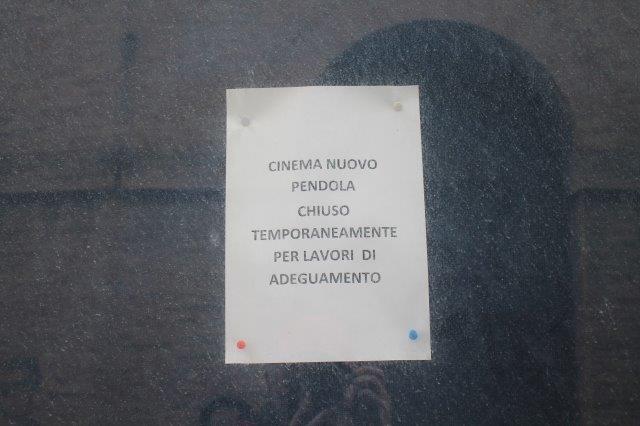 CINEMA NUOVO
PENDOLA
CHIUSO
TEMPORANEAMENTE
PER LAVORI DI
ADEGUAMENTO